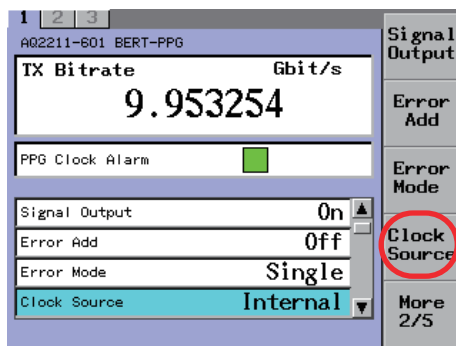 1 2 3
AQ2211-601 BERT-PPG
TX Bitrate Gbit/s
9.953254
PPG Clock Alarm
Signal Output On
Error Add Off
Error Mode Single
Clock Source Internal
Signal
Output
Error
Add
Error
Mode
Clock
Source
More
2/5